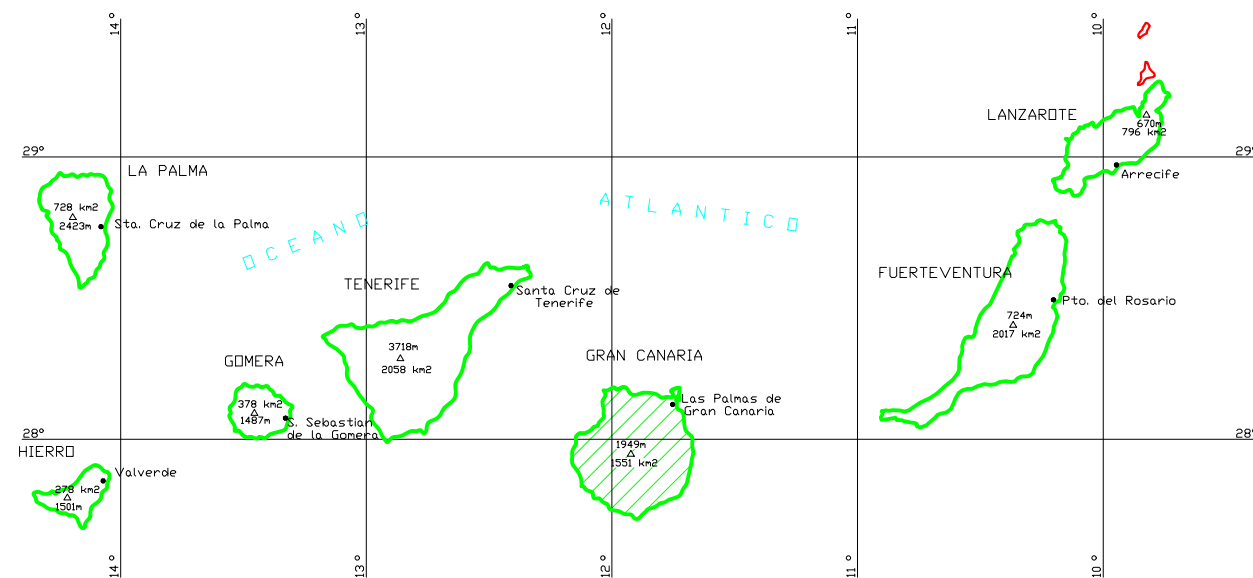 14°
13°
12°
11°
10°
LANZAROTE
670m
796 km2
29°
29°
LA PALMA
Arrecife
728 km2
2423m
Sta. Cruz de la Palma
OCEANO
ATLANTICO
TENERIFE
Santa Cruz de
Tenerife
FUERTEVENTURA
Pto. del Rosario
724m
2017 km2
3718m
2058 km2
GOMERA
GRAN CANARIA
378 km2
1487m
S. Sebastian
de la Gomera
Las Palmas de
Gran Canaria
28°
28°
1949m
1551 km2
HIERRO
Valverde
278 km2
1501m
14°
13°
12°
11°
10°